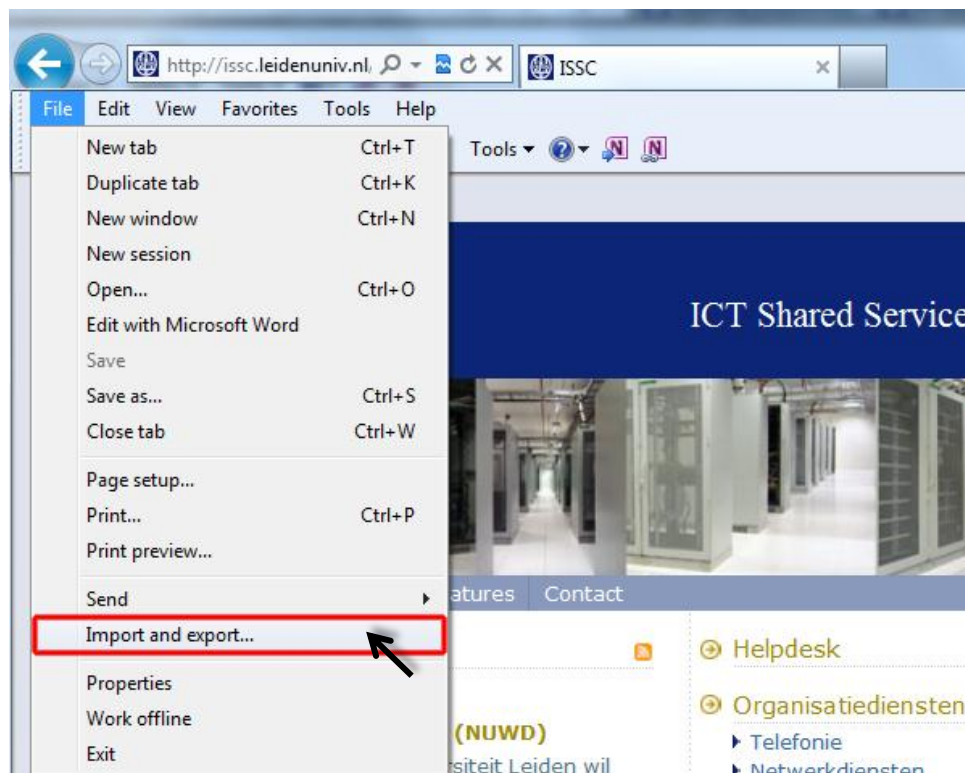 http://issc.leidenuniv.nl, ISSC
File Edit View Favorites Tools Help
Tools
New tab Ctrl+T
Duplicate tab Ctrl+K
New window Ctrl+N
New session
Open... Ctrl+O
Edit with Microsoft Word
Save
Save as... Ctrl+S
Close tab Ctrl+W
Page setup...
Print... Ctrl+P
Print preview...
Send
Import and export...
Properties
Work offline
Exit
ICT Shared Service
atures Contact
Helpdesk
Organisatiediensten
Telefonie
Netwerkdiensten
(NUWD)
rsiteit Leiden wil